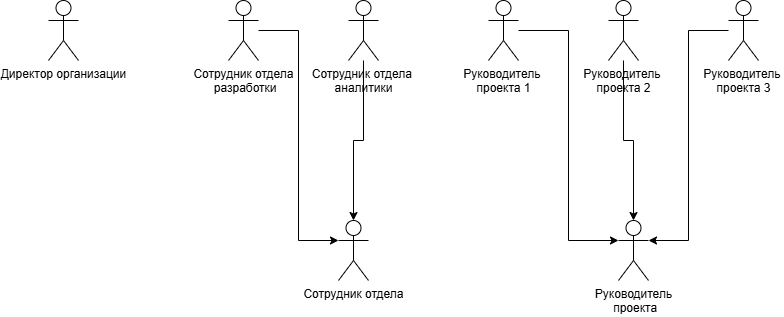 Директор организации
Сотрудник отдела
разработки
Сотрудник отдела
аналитики
Руководитель
проекта 1
Руководитель
проекта 2
Руководитель
проекта 3
Сотрудник отдела
Руководитель
проекта